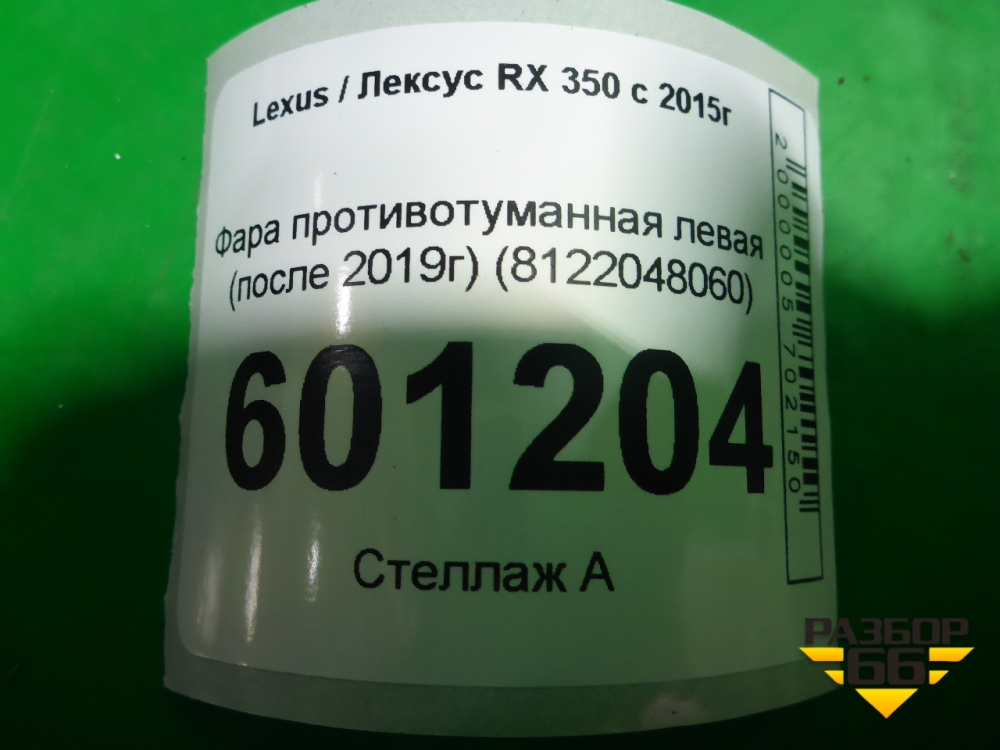 Lexus / Лексус RX 350 с 2015г
Фара противотуманная левая
(после 2019г) (8122048060)
601204
Стеллаж А
2000005702150
РАЗБОР
66